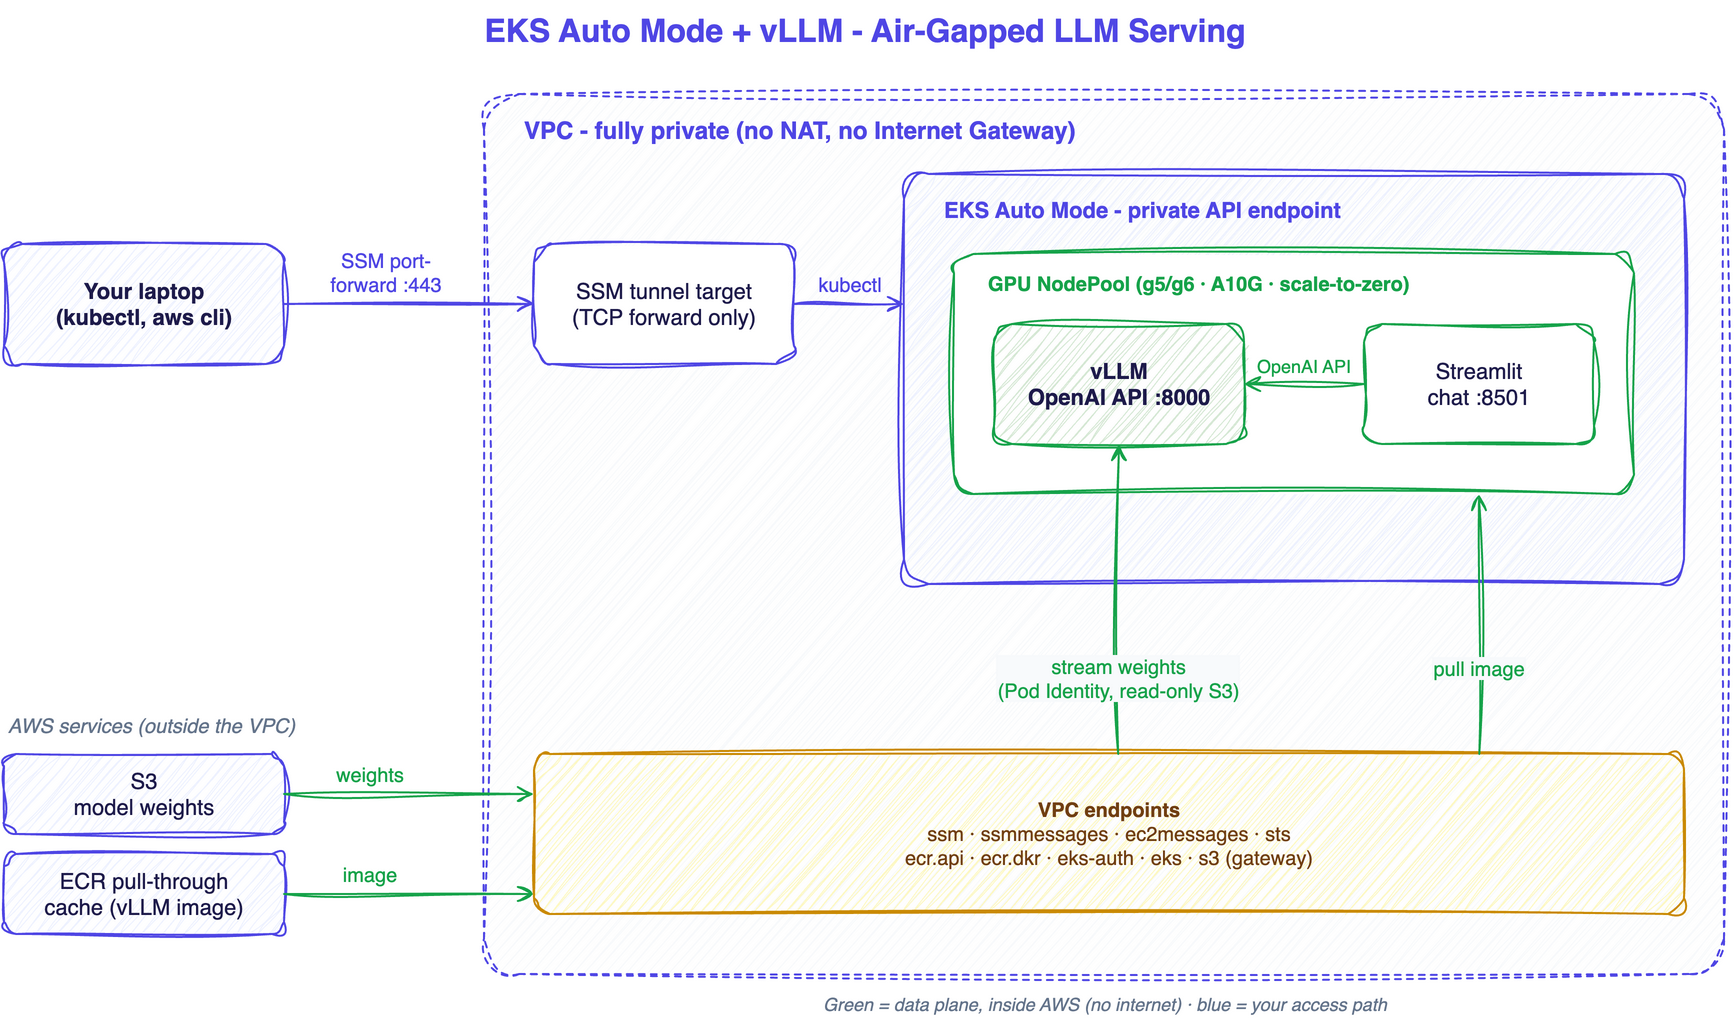 EKS Auto Mode + vLLM - Air-Gapped LLM Serving
VPC - fully private (no NAT, no Internet Gateway)
EKS Auto Mode - private API endpoint
GPU NodePool (g5/g6 · A10G · scale-to-zero)
Your laptop
(kubectl, aws cli)
SSM port-
forward :443
SSM tunnel target
(TCP forward only)
kubectl
vLLM
OpenAI API :8000
OpenAI API
Streamlit
chat :8501
stream weights
(Pod Identity, read-only S3)
pull image
AWS services (outside the VPC)
S3
model weights
weights
ECR pull-through
cache (vLLM image)
image
VPC endpoints
ssm · ssmmessages · ec2messages · sts
ecr.api · ecr.dkr · eks-auth · eks · s3 (gateway)
Green = data plane, inside AWS (no internet) · blue = your access path